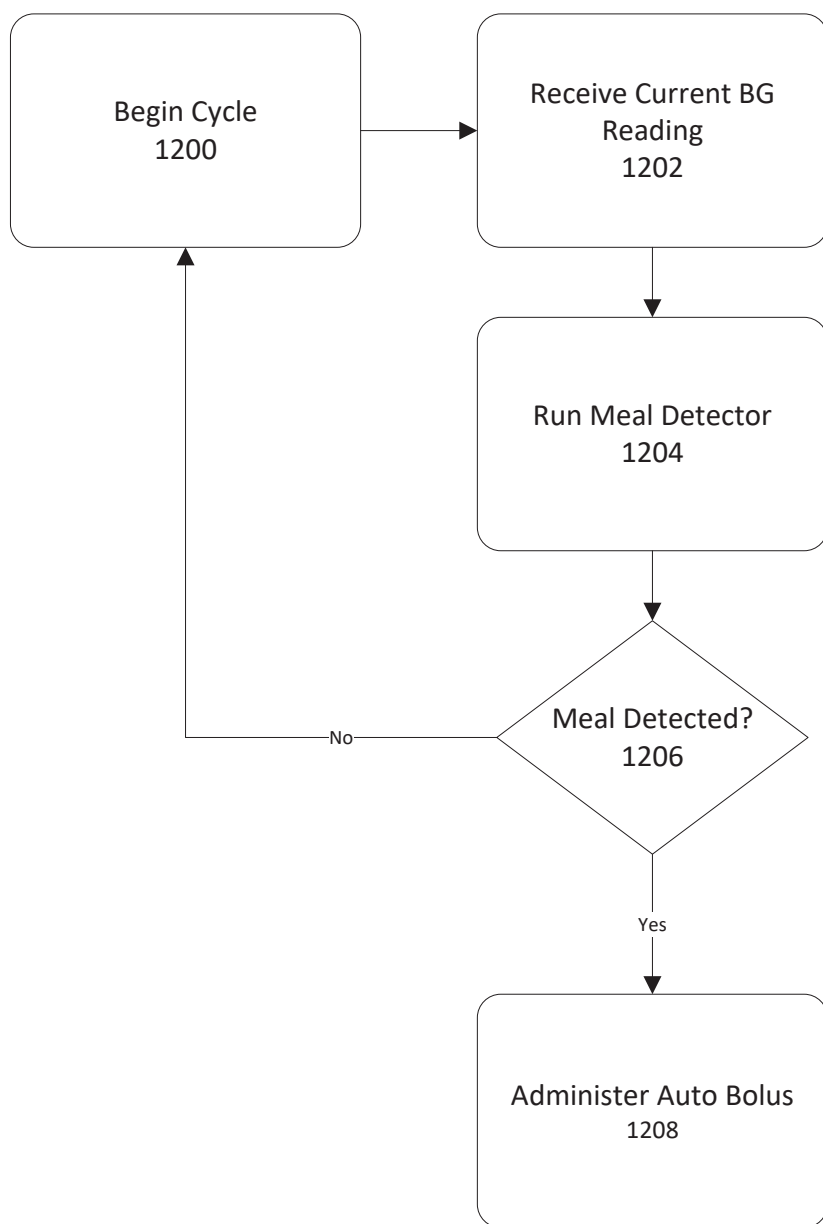 Begin Cycle
1200
Receive Current BG
Reading
1202
Run Meal Detector
1204
Meal Detected?
1206
No
Yes
Administer Auto Bolus
1208